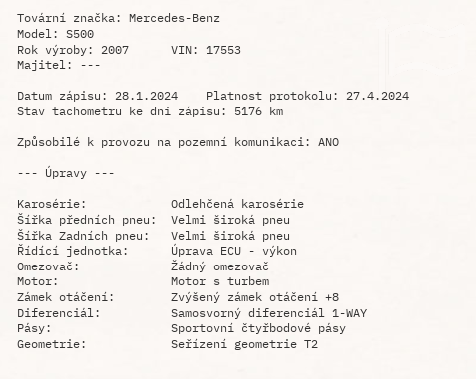 Tovární značka: Mercedes-Benz
Model: S500
Rok výroby: 2007 VIN: 17553
Majitel: ---
Datum zápisu: 28.1.2024 Platnost protokolu: 27.4.2024
Stav tachometru ke dni zápisu: 5176 km
Způsobilé k provozu na pozemní komunikaci: ANO
--- Úpravy ---
Karosérie: Odlehčená karosérie
Šířka předních pneu: Velmi široká pneu
Šířka Zadních pneu: Velmi široká pneu
Řídící jednotka: Úprava ECU - výkon
Omezovač: Žádný omezovač
Motor: Motor s turbem
Zámek otáčení: Zvýšený zámek otáčení +8
Diferenciál: Samosvorný diferenciál 1-WAY
Pásy: Sportovní čtyřbodové pásy
Geometrie: Seřízení geometrie T2